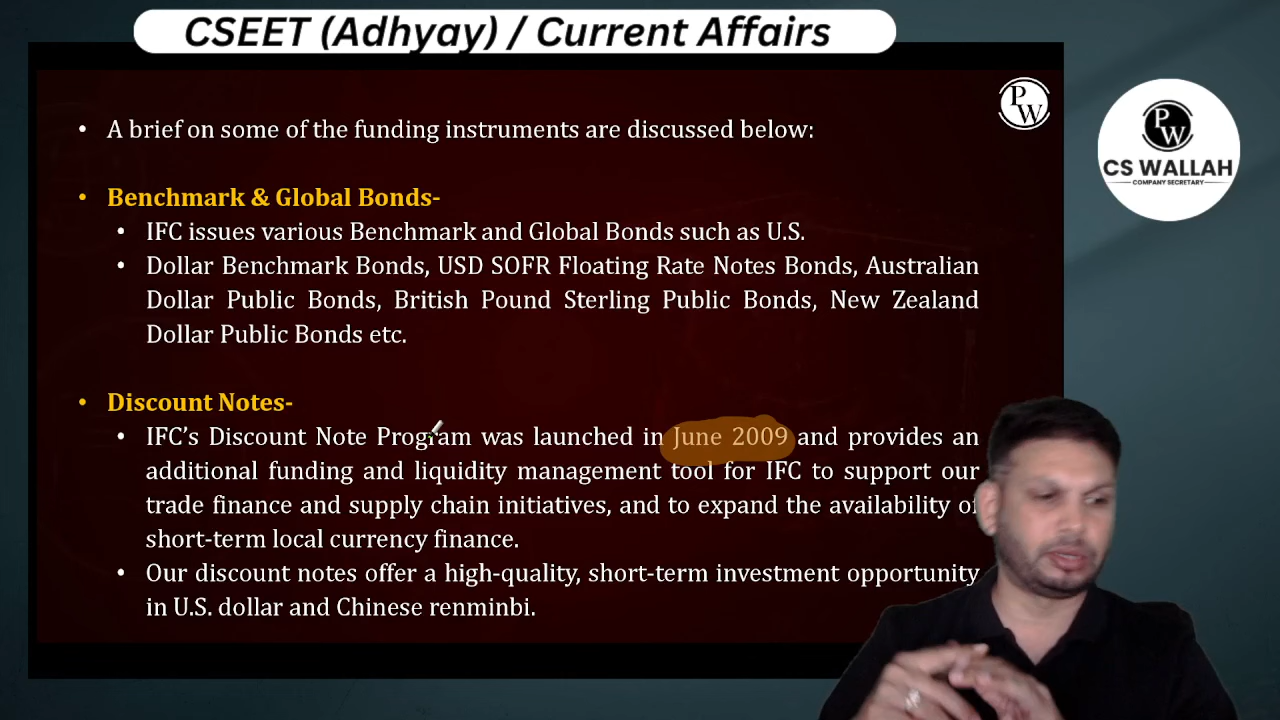 CSEET (Adhyay) / Current Affairs
PW
PW
CS WALLAH
COMPANY SECRETARY
• A brief on some of the funding instruments are discussed below:
• Benchmark & Global Bonds-
• IFC issues various Benchmark and Global Bonds such as U.S.
• Dollar Benchmark Bonds, USD SOFR Floating Rate Notes Bonds, Australian
Dollar Public Bonds, British Pound Sterling Public Bonds, New Zealand
Dollar Public Bonds etc.
• Discount Notes-
• IFC’s Discount Note Program was launched in June 2009 and provides an
additional funding and liquidity management tool for IFC to support our
trade finance and supply chain initiatives, and to expand the availability of
short-term local currency finance.
• Our discount notes offer a high-quality, short-term investment opportunity
in U.S. dollar and Chinese renminbi.